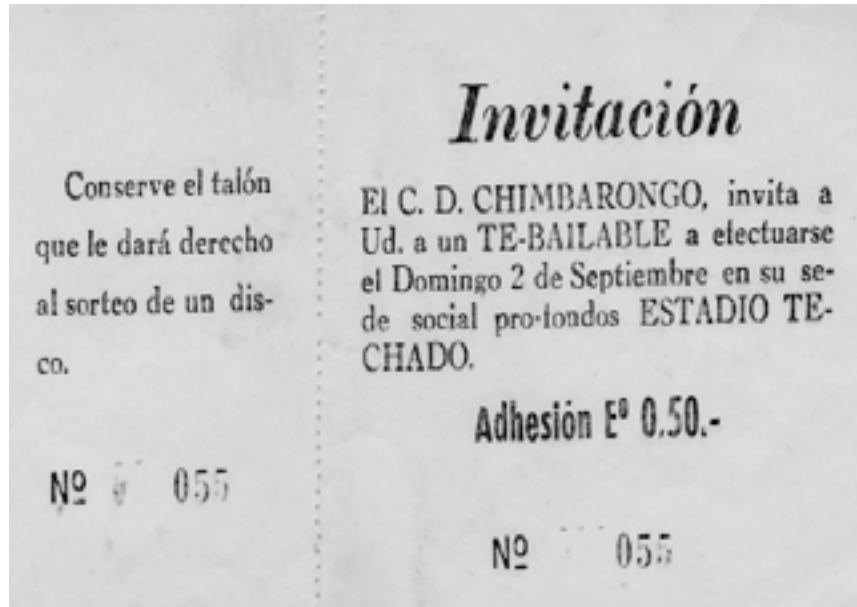 Conserve el talón
que le dará derecho
al sorteo de un dis-
co.
Nº 055
Invitación
El C. D. CHIMBARONGO, invita a
Ud. a un TE-BAILABLE a efectuarse
el Domingo 2 de Septiembre en su se-
de social pro-fondos ESTADIO TE-
CHADO.
Adhesión Eº 0.50.-
Nº 055